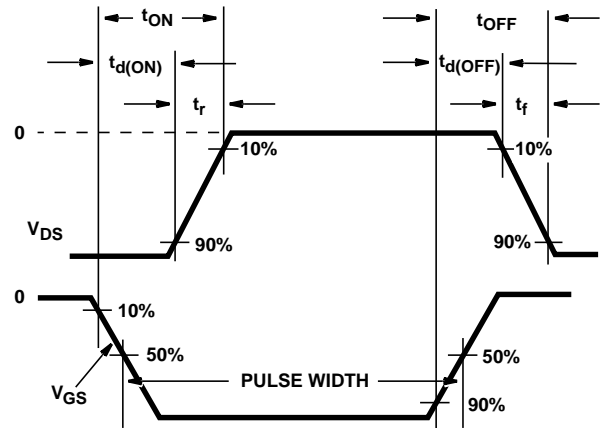 tON
tOFF
td(ON)
td(OFF)
tr
tf
0
10%
10%
VDS
90%
90%
0
10%
50%
50%
VGS
PULSE WIDTH
90%